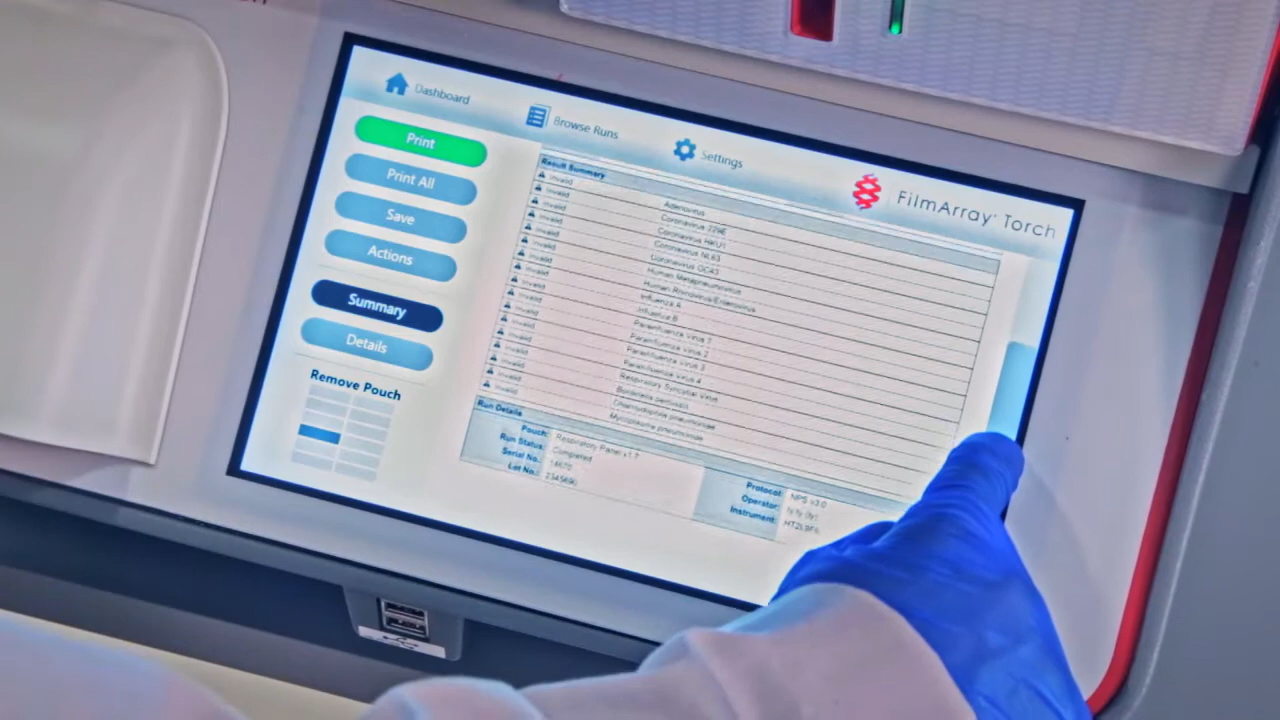 Dashboard
Browse Runs
Settings
FilmArray® Torch
Print
Print All
Save
Actions
Summary
Details
Remove Pouch
Result Summary
Invalid Adenovirus
Invalid Coronavirus 229E
Invalid Coronavirus HKU1
Invalid Coronavirus NL63
Invalid Coronavirus OC43
Invalid Human Metapneumovirus
Invalid Human Rhinovirus/Enterovirus
Invalid Influenza A
Invalid Influenza B
Invalid Parainfluenza Virus 1
Invalid Parainfluenza Virus 2
Invalid Parainfluenza Virus 3
Invalid Parainfluenza Virus 4
Invalid Respiratory Syncytial Virus
Invalid Bordetella pertussis
Invalid Chlamydophila pneumoniae
Invalid Mycoplasma pneumoniae
Run Details
Pouch: Respiratory Panel v1.7
Run Status: Completed
Serial No.:
Lot No.:
Protocol: NPS v3.0
Operator:
Instrument: